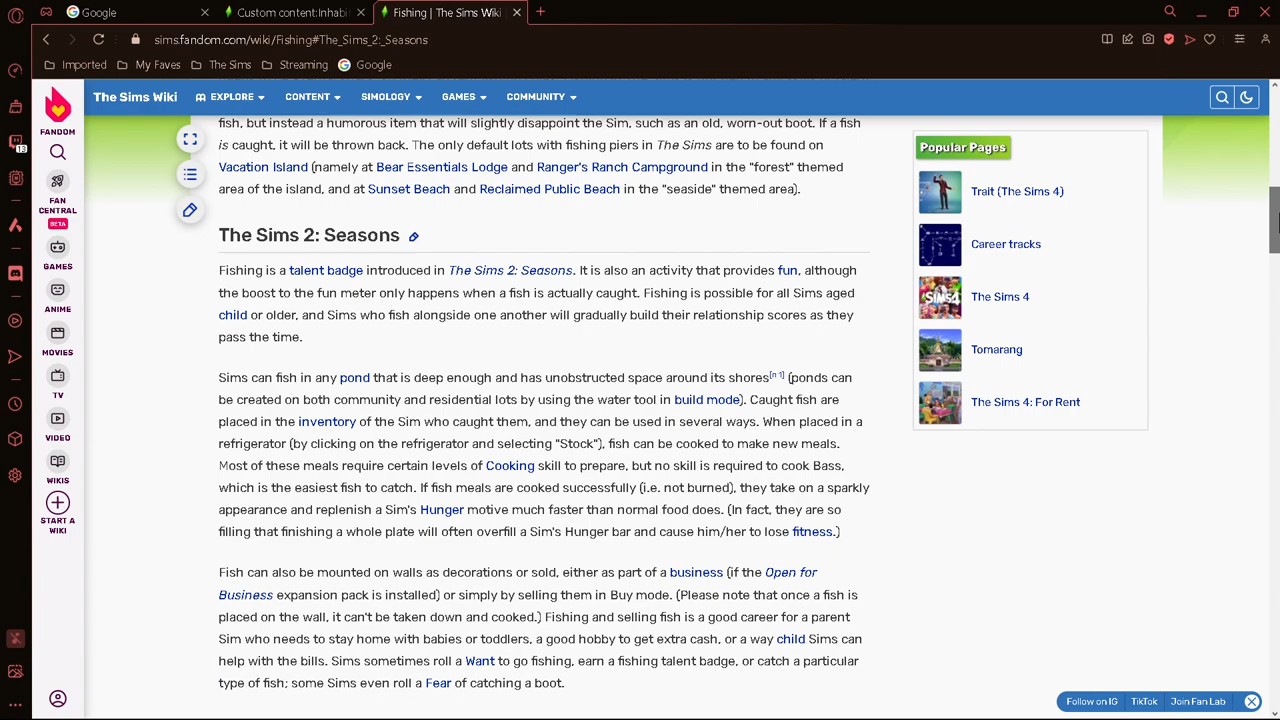 Google
Custom content:Inhabi
Fishing | The Sims Wiki
sims.fandom.com/wiki/Fishing#The_Sims_2:_Seasons
Imported
My Faves
The Sims
Streaming
Google
The Sims Wiki
EXPLORE
CONTENT
SIMOLOGY
GAMES
COMMUNITY
FANDOM
FAN
CENTRAL
BETA
GAMES
ANIME
MOVIES
TV
VIDEO
WIKIS
START A
WIKI
13
fish, but instead a humorous item that will slightly disappoint the Sim, such as an old, worn-out boot. If a fish
is caught, it will be thrown back. The only default lots with fishing piers in The Sims are to be found on
Vacation Island (namely at Bear Essentials Lodge and Ranger's Ranch Campground in the "forest" themed
area of the island, and at Sunset Beach and Reclaimed Public Beach in the "seaside" themed area).
The Sims 2: Seasons
Fishing is a talent badge introduced in The Sims 2: Seasons. It is also an activity that provides fun, although
the boost to the fun meter only happens when a fish is actually caught. Fishing is possible for all Sims aged
child or older, and Sims who fish alongside one another will gradually build their relationship scores as they
pass the time.
Sims can fish in any pond that is deep enough and has unobstructed space around its shores[n 1] (ponds can
be created on both community and residential lots by using the water tool in build mode). Caught fish are
placed in the inventory of the Sim who caught them, and they can be used in several ways. When placed in a
refrigerator (by clicking on the refrigerator and selecting "Stock"), fish can be cooked to make new meals.
Most of these meals require certain levels of Cooking skill to prepare, but no skill is required to cook Bass,
which is the easiest fish to catch. If fish meals are cooked successfully (i.e. not burned), they take on a sparkly
appearance and replenish a Sim's Hunger motive much faster than normal food does. (In fact, they are so
filling that finishing a whole plate will often overfill a Sim's Hunger bar and cause him/her to lose fitness.)
Fish can also be mounted on walls as decorations or sold, either as part of a business (if the Open for
Business expansion pack is installed) or simply by selling them in Buy mode. (Please note that once a fish is
placed on the wall, it can't be taken down and cooked.) Fishing and selling fish is a good career for a parent
Sim who needs to stay home with babies or toddlers, a good hobby to get extra cash, or a way child Sims can
help with the bills. Sims sometimes roll a Want to go fishing, earn a fishing talent badge, or catch a particular
type of fish; some Sims even roll a Fear of catching a boot.
Popular Pages
Trait (The Sims 4)
Career tracks
The Sims 4
Tomarang
The Sims 4: For Rent
Follow on IG
TikTok
Join Fan Lab